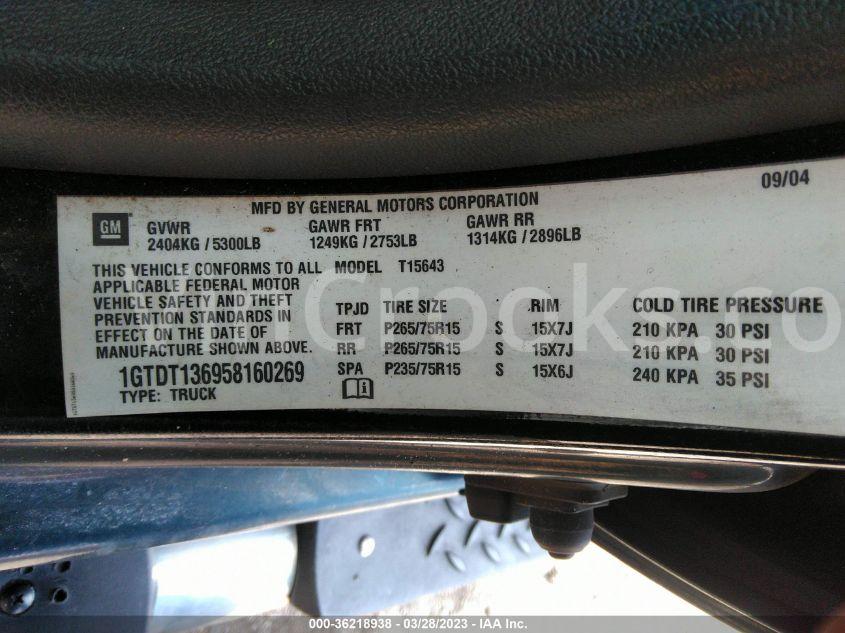 09/04
MFD BY GENERAL MOTORS CORPORATION
GM
GVWR GAWR FRT GAWR RR
2404KG / 5300LB 1249KG / 2753LB 1314KG / 2896LB
THIS VEHICLE CONFORMS TO ALL MODEL T15643
APPLICABLE FEDERAL MOTOR
VEHICLE SAFETY AND THEFT TPJD TIRE SIZE RIM COLD TIRE PRESSURE
PREVENTION STANDARDS IN FRT P265/75R15 S 15X7J 210 KPA 30 PSI
EFFECT ON THE DATE OF RR P265/75R15 S 15X7J 210 KPA 30 PSI
MANUFACTURE SHOWN ABOVE. SPA P235/75R15 S 15X6J 240 KPA 35 PSI
1GTDT136958160269
TYPE: TRUCK
Crooks.co
000-36218938 - 03/28/2023 - IAA Inc.